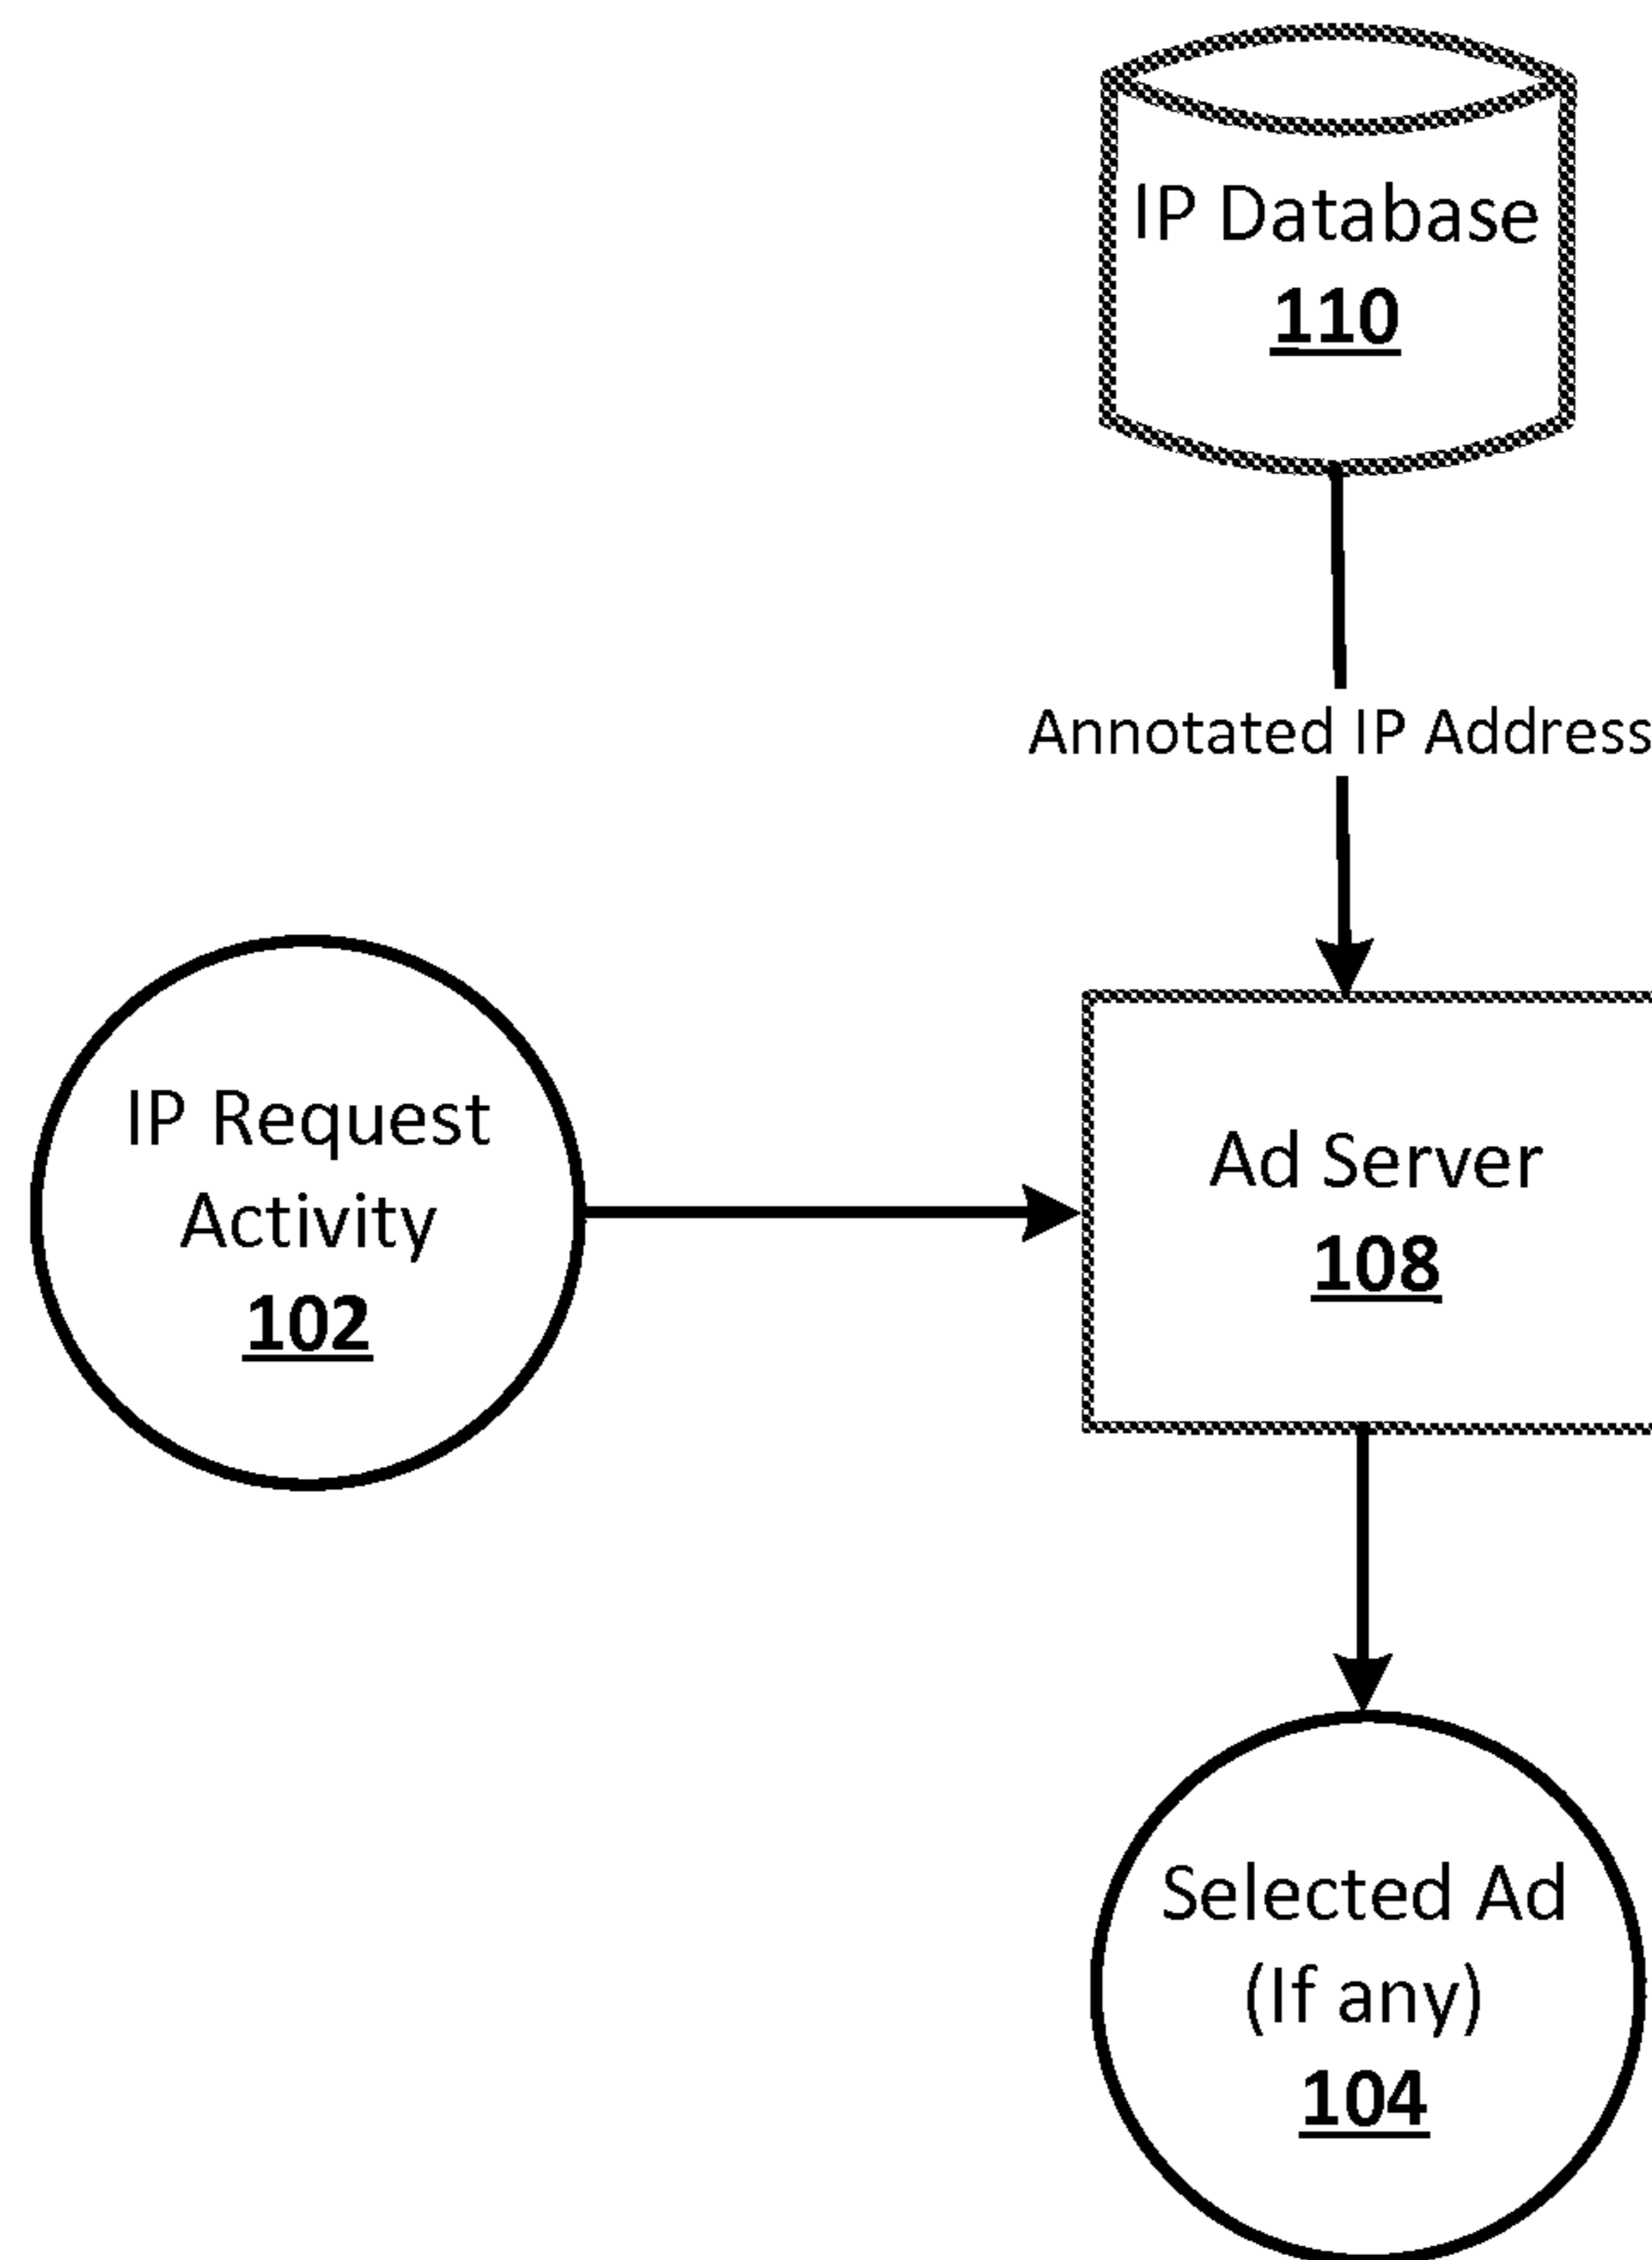 IP Database
110
Annotated IP Address
IP Request
Activity
102
Ad Server
108
Selected Ad
(If any)
104